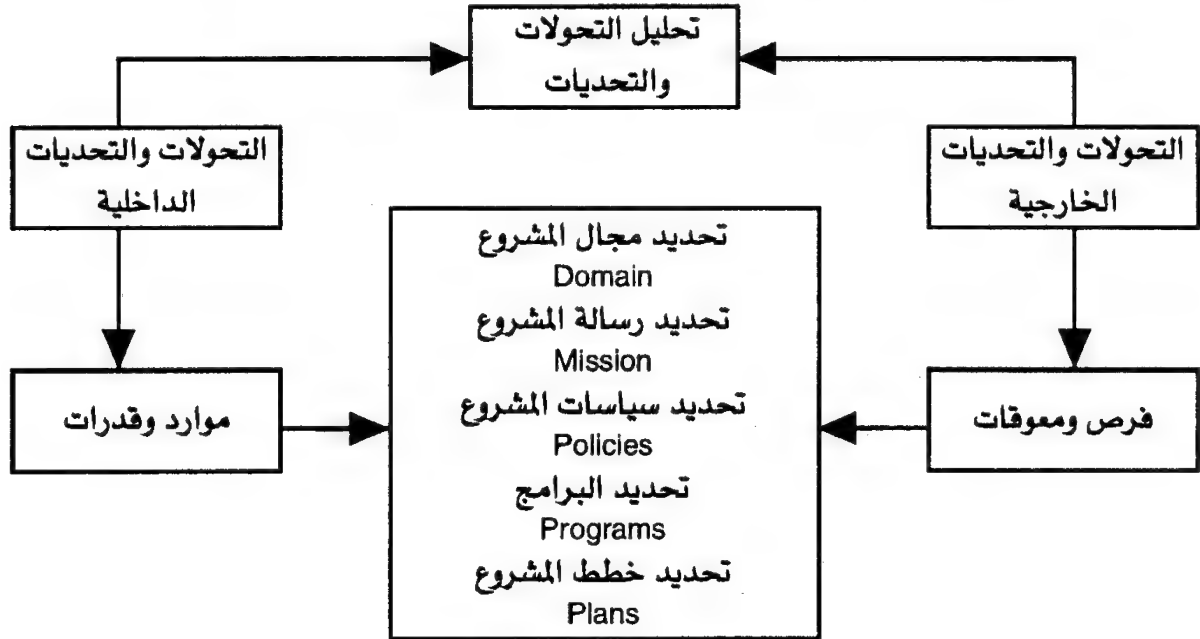 تحليل التحولات
والتحديات
التحولات والتحديات
الخارجية
التحولات والتحديات
الداخلية
تحديد مجال المشروع
Domain
تحديد رسالة المشروع
Mission
تحديد سياسات المشروع
Policies
تحديد البرامج
Programs
تحديد خطط المشروع
Plans
فرص ومعوقات
موارد وقدرات